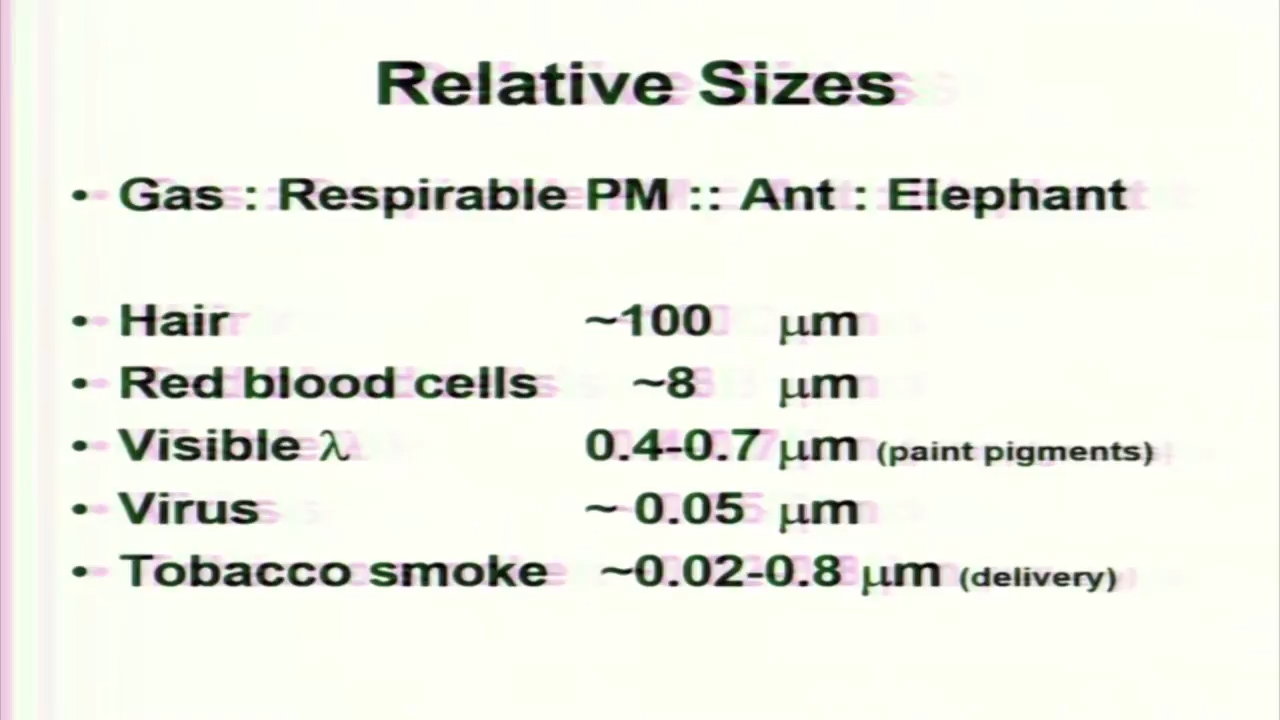 Relative Sizes
• Gas : Respirable PM :: Ant : Elephant
• Hair ~100 μm
• Red blood cells ~8 μm
• Visible λ 0.4-0.7 μm (paint pigments)
• Virus ~ 0.05 μm
• Tobacco smoke ~0.02-0.8 μm (delivery)